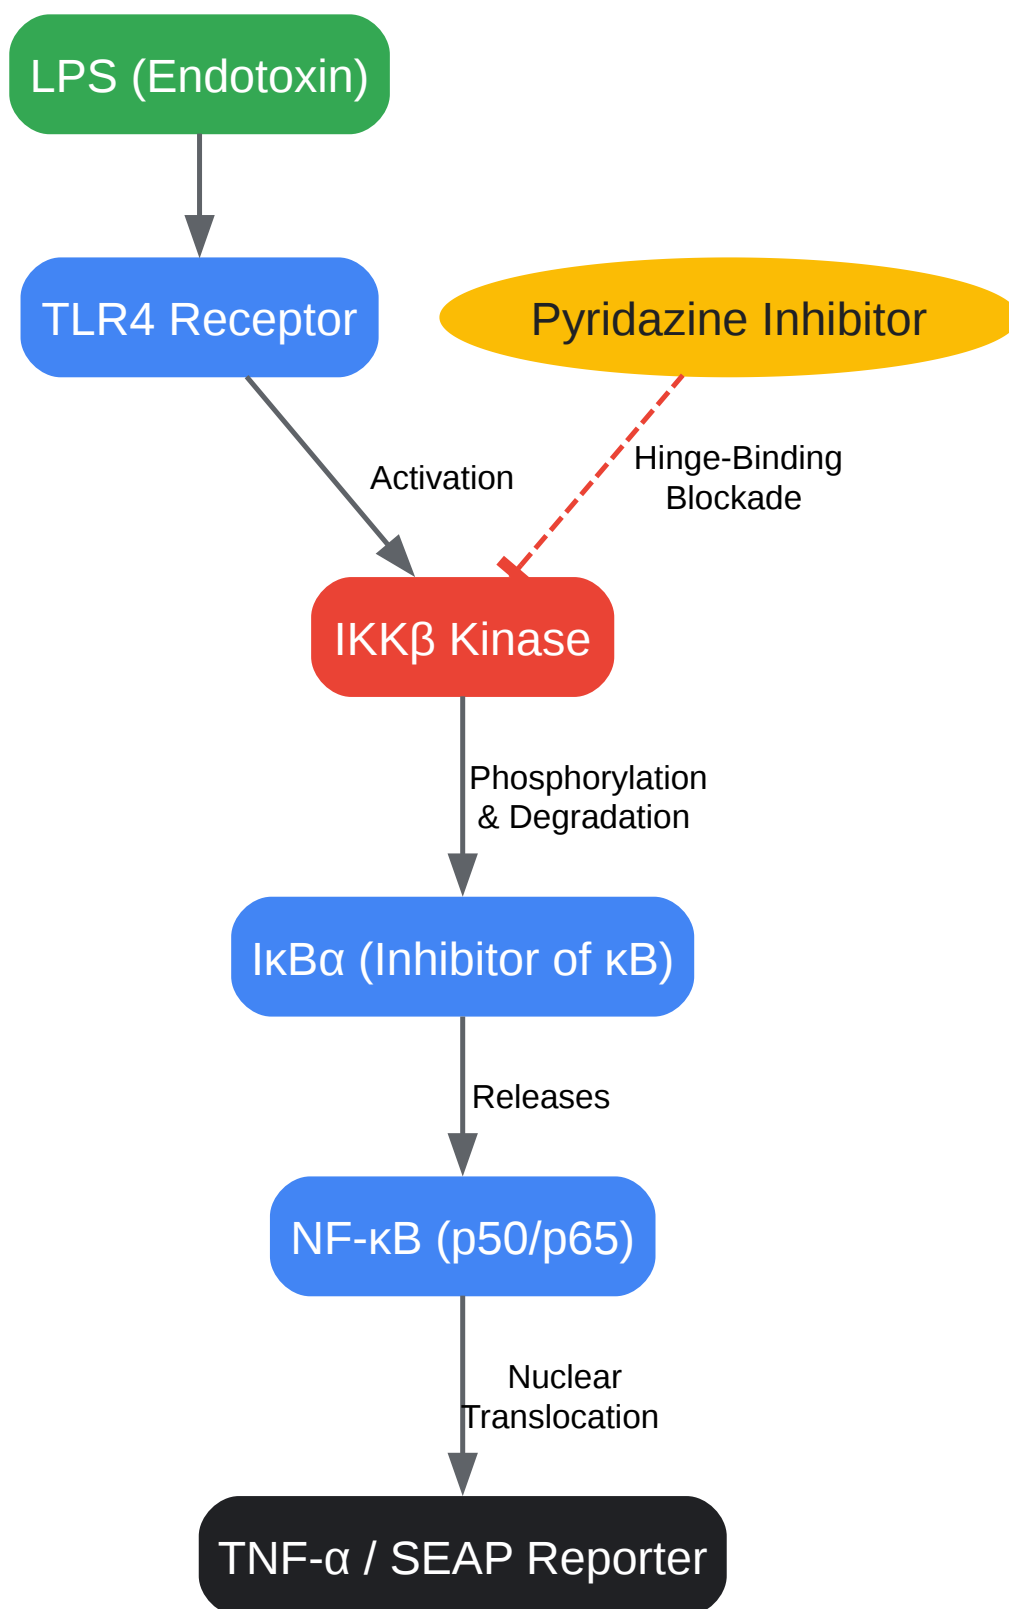 LPS (Endotoxin)
TLR4 Receptor
Pyridazine Inhibitor
Activation
Hinge-Binding
Blockade
IKKβ Kinase
Phosphorylation
& Degradation
IκBα (Inhibitor of κB)
Releases
NF-κB (p50/p65)
Nuclear
Translocation
TNF-α / SEAP Reporter